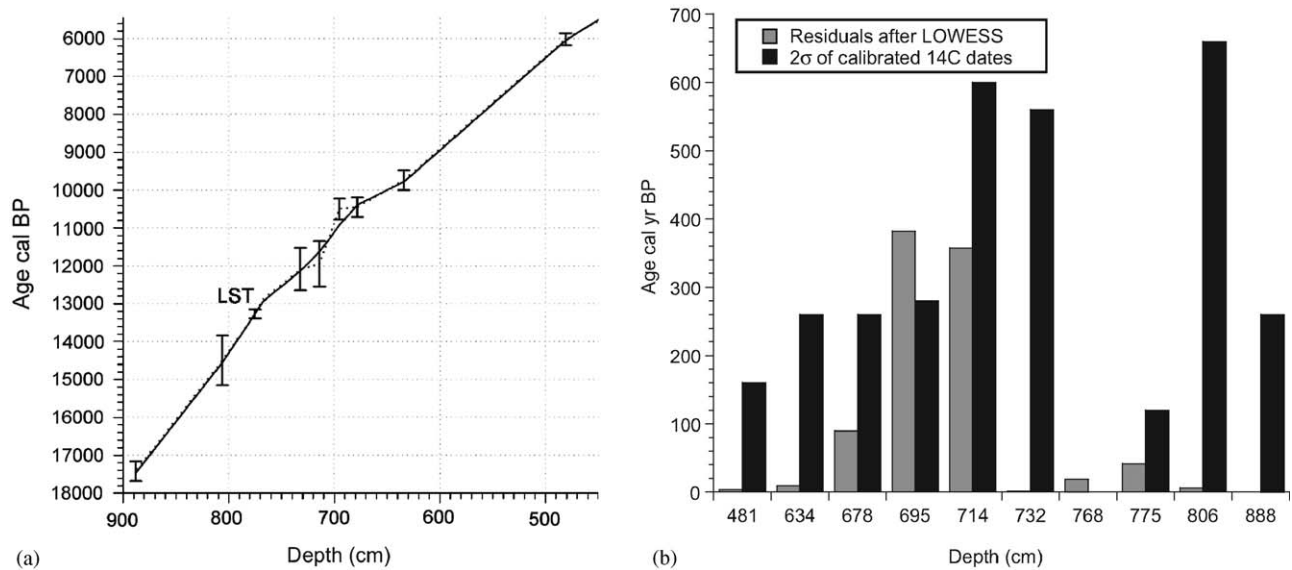 6000
7000
8000
9000
10000
11000
12000
13000
14000
15000
16000
17000
18000
Age cal BP
LST
900 800 700 600 500
Depth (cm)
(a)
700
600
500
400
300
200
100
0
Age cal yr BP
Residuals after LOWESS
2σ of calibrated 14C dates
481 634 678 695 714 732 768 775 806 888
Depth (cm)
(b)